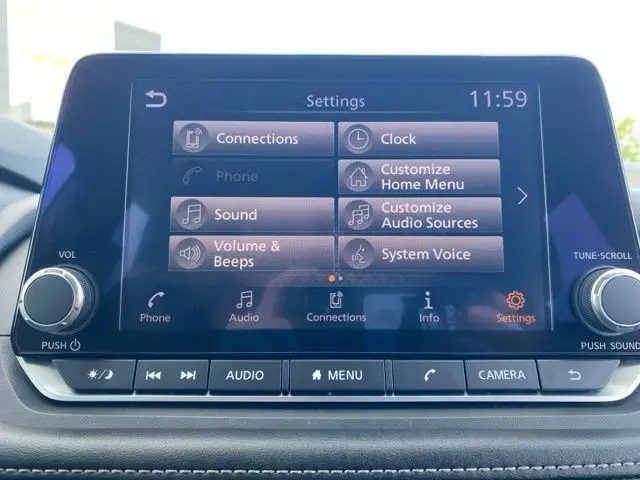 Settings
11:59
Connections
Clock
Phone
Customize
Home Menu
Sound
Customize
Audio Sources
Volume &
Beeps
System Voice
VOL
TUNE·SCROLL
Phone
Audio
Connections
Info
Settings
PUSH
PUSH SOUND
AUDIO
MENU
CAMERA